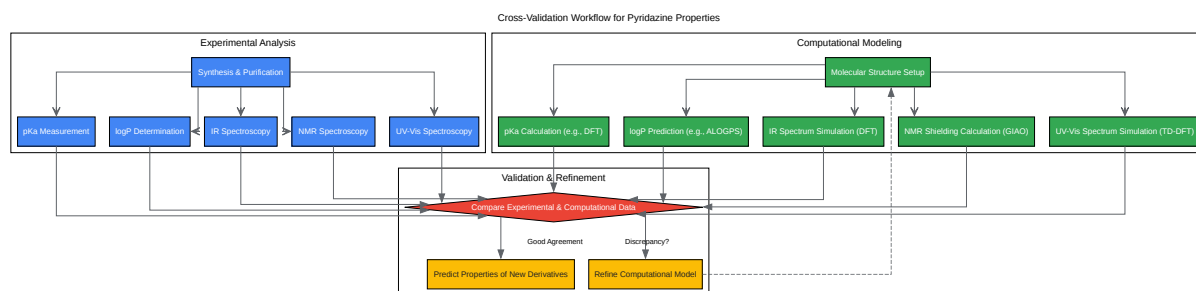 Cross-Validation Workflow for Pyridazine Properties
Experimental Analysis
Computational Modeling
Synthesis & Purification
Molecular Structure Setup
pKa Measurement
logP Determination
IR Spectroscopy
NMR Spectroscopy
UV-Vis Spectroscopy
pKa Calculation (e.g., DFT)
logP Prediction (e.g., ALOGPS)
IR Spectrum Simulation (DFT)
NMR Shielding Calculation (GIAO)
UV-Vis Spectrum Simulation (TD-DFT)
Validation & Refinement
Compare Experimental & Computational Data
Good Agreement
Discrepancy?
Predict Properties of New Derivatives
Refine Computational Model